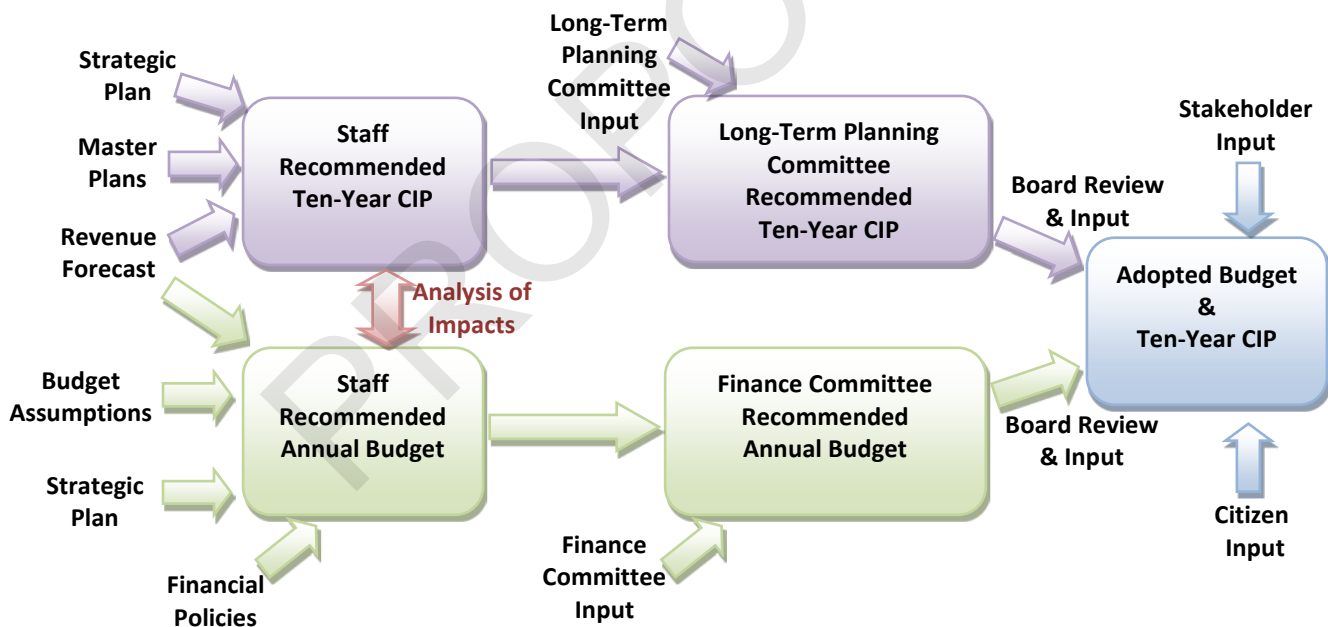 Strategic
Plan
Master
Plans
Revenue
Forecast
Staff
Recommended
Ten-Year CIP
Long-Term
Planning
Committee
Input
Long-Term Planning
Committee
Recommended
Ten-Year CIP
Board Review
& Input
Stakeholder
Input
Adopted Budget
&
Ten-Year CIP
Analysis of
Impacts
Budget
Assumptions
Strategic
Plan
Financial
Policies
Staff
Recommended
Annual Budget
Finance
Committee
Input
Finance Committee
Recommended
Annual Budget
Board Review
& Input
Citizen
Input
PROPO